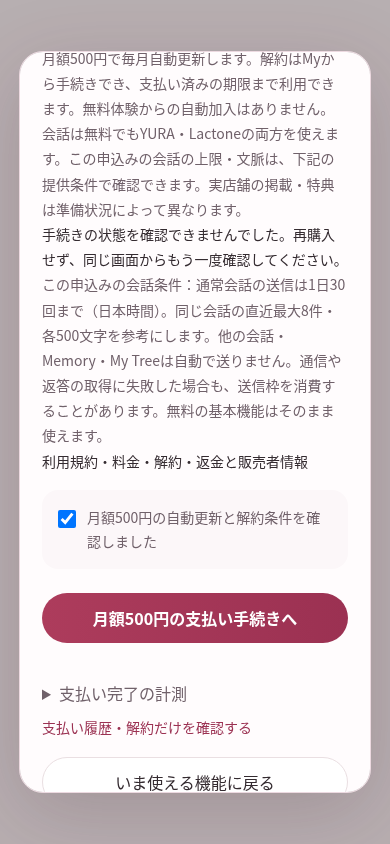 月額500円で毎月自動更新します。解約はMyか
ら手続きでき、支払い済みの期限まで利用でき
ます。無料体験からの自動加入はありません。
会話は無料でもYURA・Lactoneの両方を使えま
す。この申込みの会話の上限・文脈は、下記の
提供条件で確認できます。実店舗の掲載・特典
は準備状況によって異なります。
手続きの状態を確認できませんでした。再購入
せず、同じ画面からもう一度確認してください。
この申込みの会話条件：通常会話の送信は1日30
回まで（日本時間）。同じ会話の直近最大8件・
各500文字を参考にします。他の会話・
Memory・My Treeは自動で送りません。通信や
返答の取得に失敗した場合も、送信枠を消費す
ることがあります。無料の基本機能はそのまま
使えます。
利用規約・料金・解約・返金と販売者情報
月額500円の自動更新と解約条件を確
認しました
月額500円の支払い手続きへ
支払い完了の計測
支払い履歴・解約だけを確認する
いま使える機能に戻る